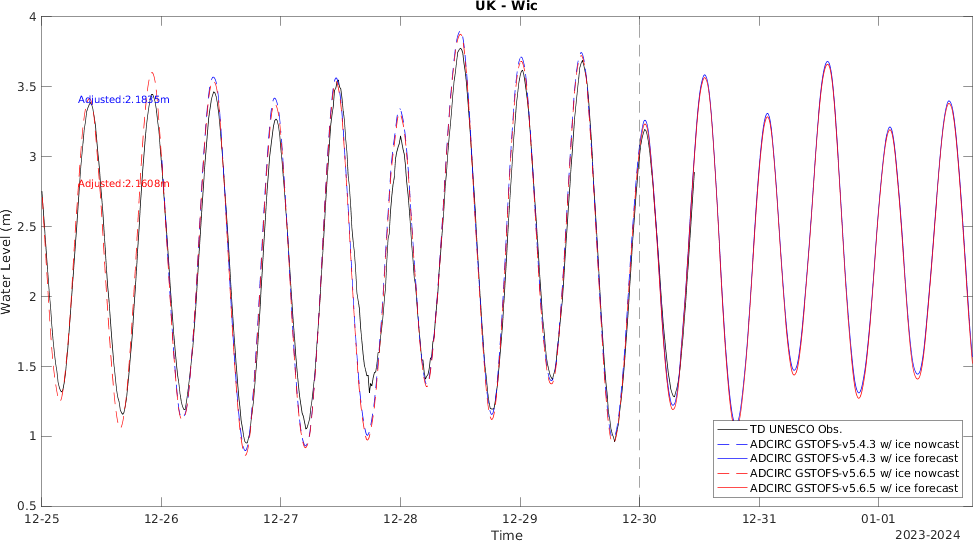 UK - Wic
4
3.5
3
2.5
2
1.5
1
0.5
Water Level (m)
Adjusted:2.1835m
Adjusted:2.1608m
TD UNESCO Obs.
ADCIRC GSTOFS-v5.4.3 w/ ice nowcast
ADCIRC GSTOFS-v5.4.3 w/ ice forecast
ADCIRC GSTOFS-v5.6.5 w/ ice nowcast
ADCIRC GSTOFS-v5.6.5 w/ ice forecast
12-25 12-26 12-27 12-28 12-29 12-30 12-31 01-01
Time
2023-2024